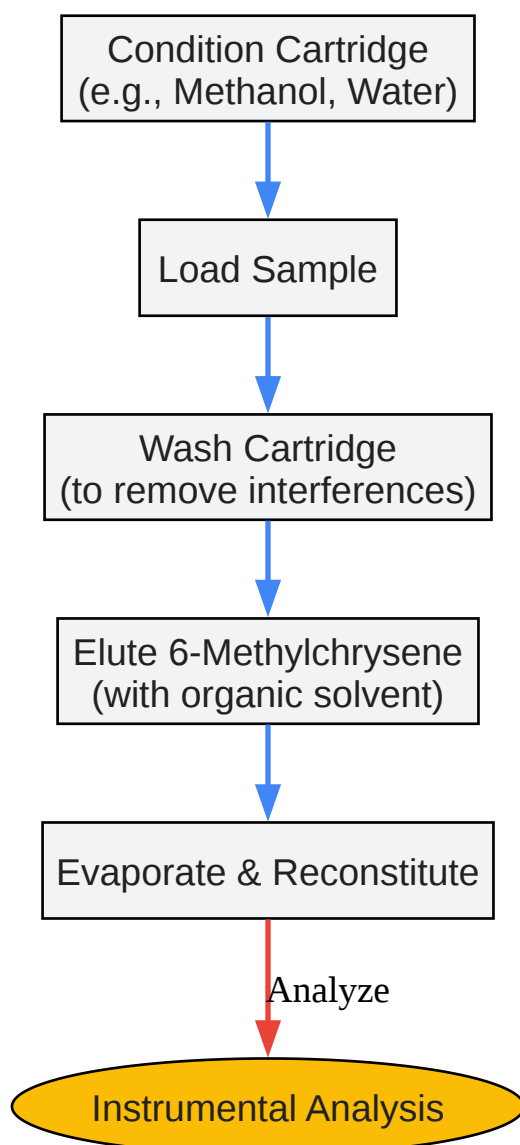 Condition Cartridge
(e.g., Methanol, Water)
Load Sample
Wash Cartridge
(to remove interferences)
Elute 6-Methylchrysene
(with organic solvent)
Evaporate & Reconstitute
Analyze
Instrumental Analysis